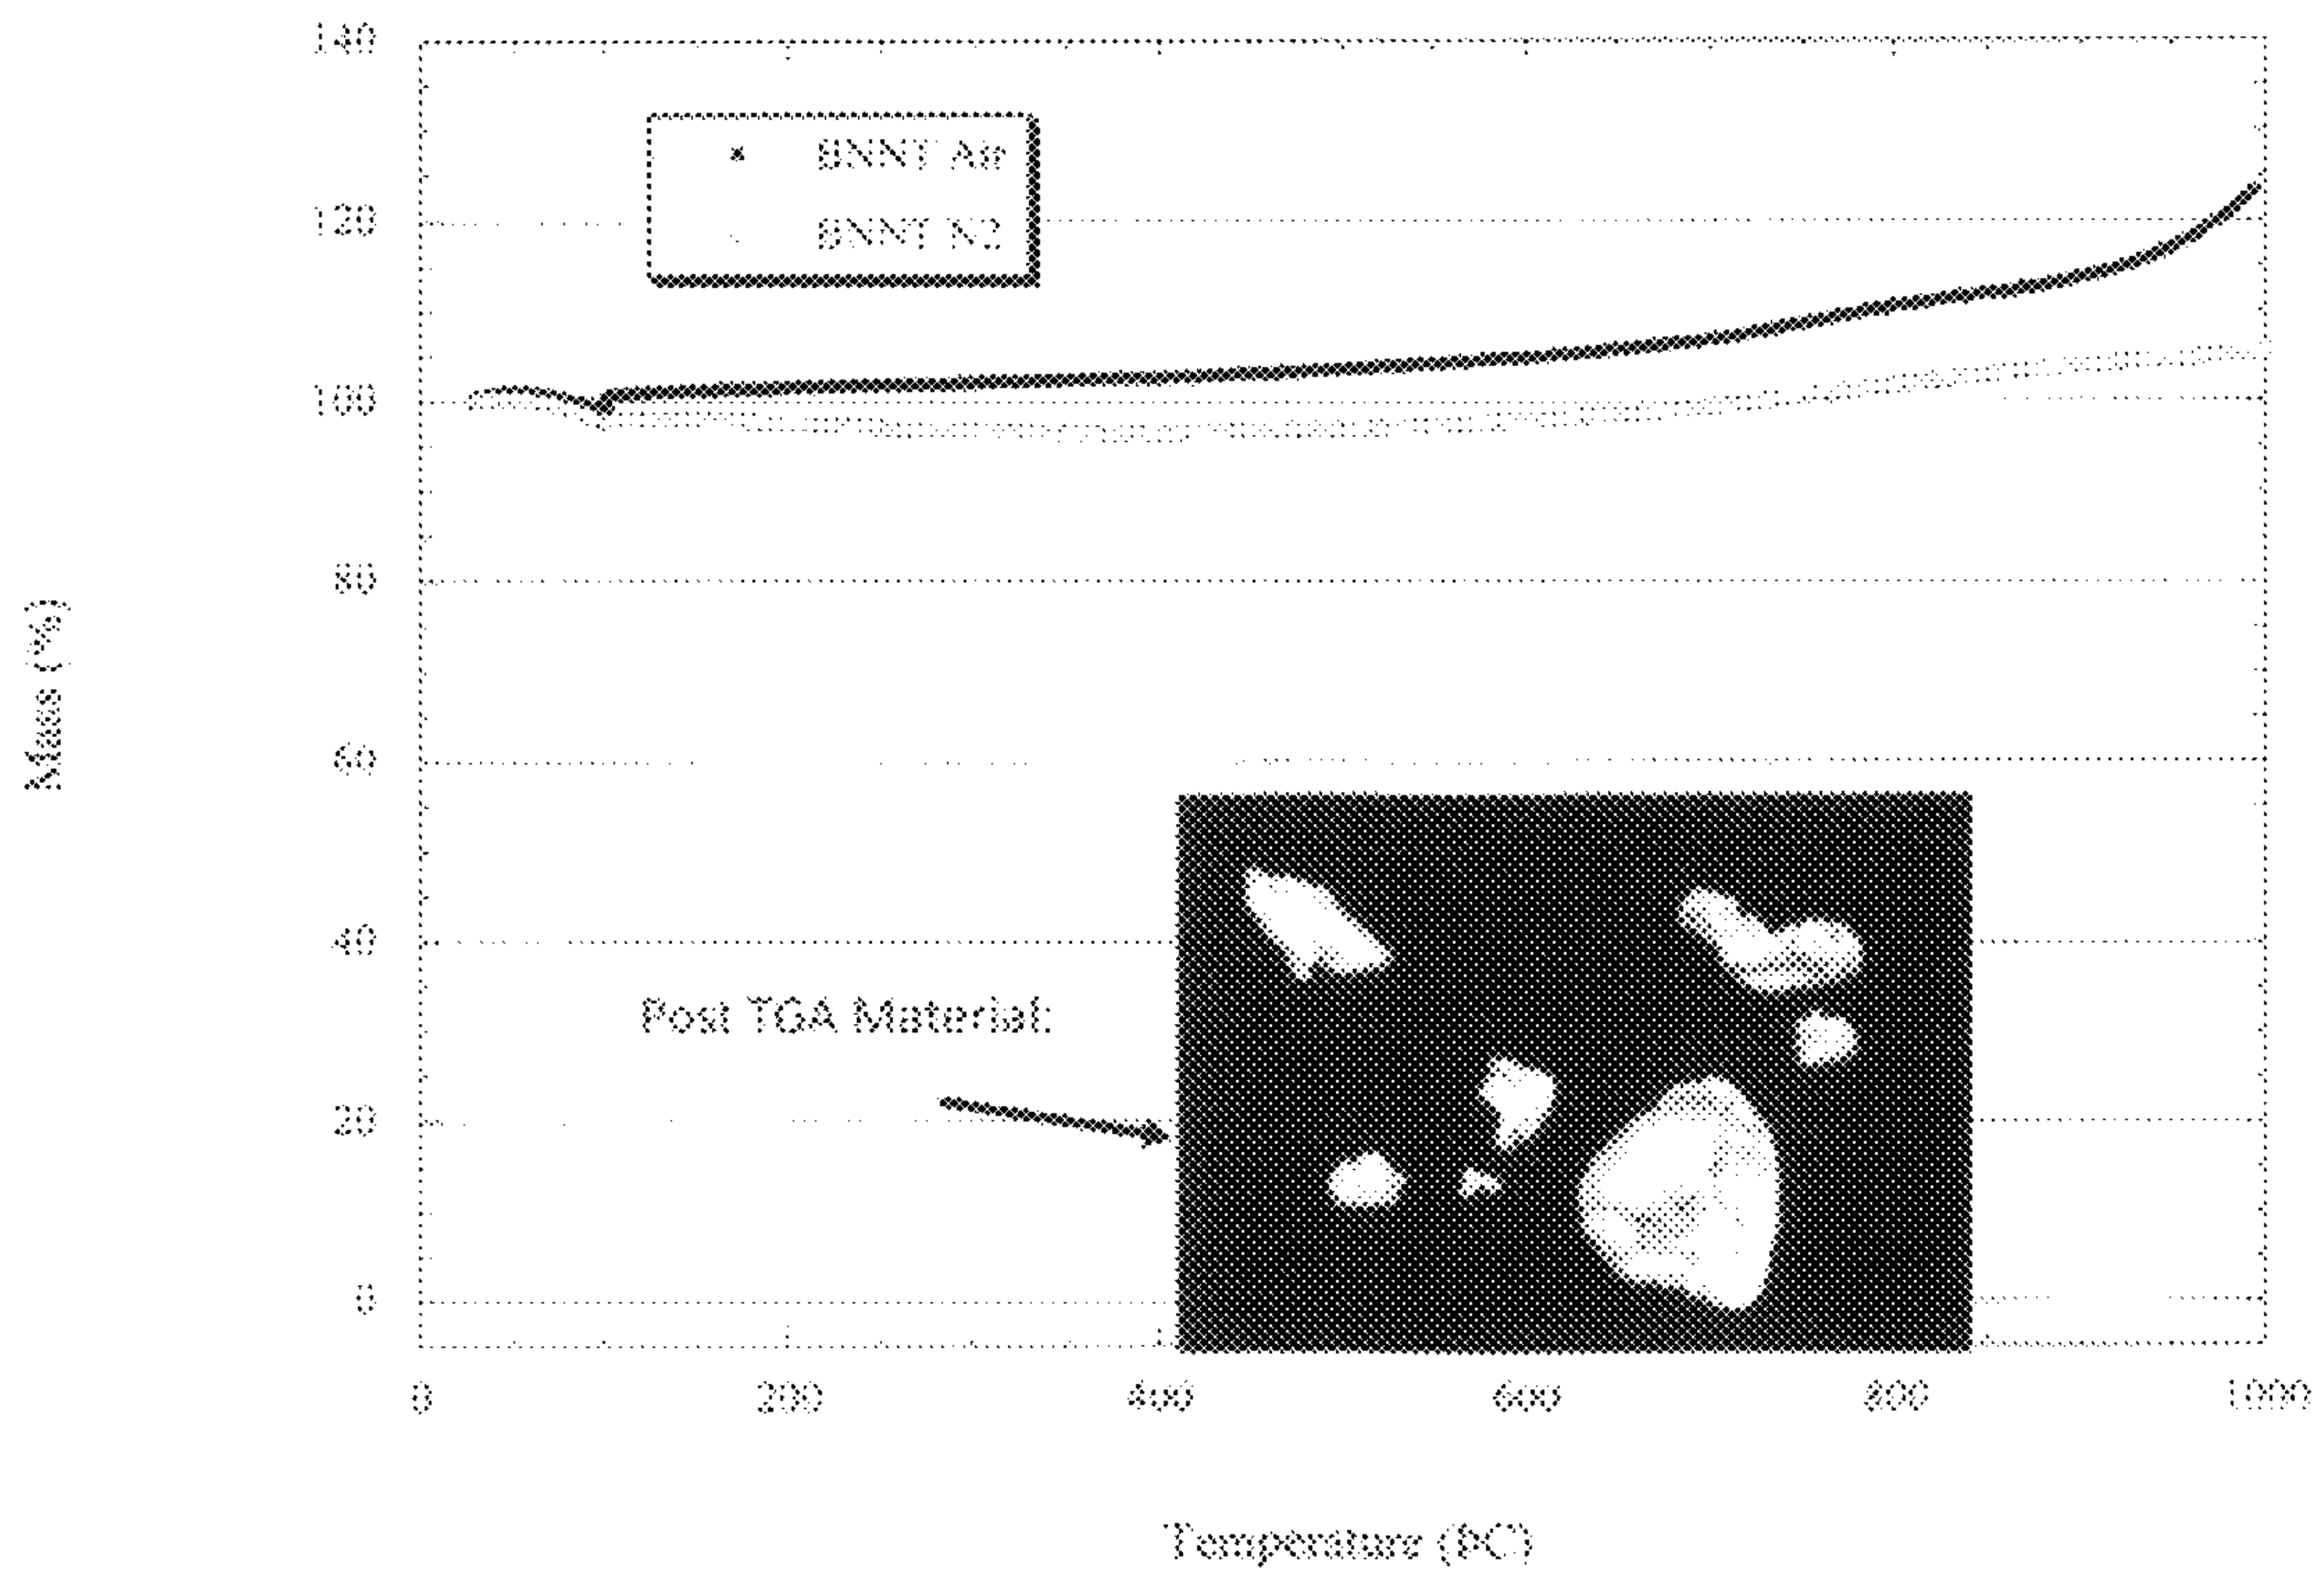 140
BNNT Air
BNNT N2
120
100
80
60
40
20
0
Mass (%)
Post TGA Material:
0 200 400 600 800 1000
Temperature (ºC)